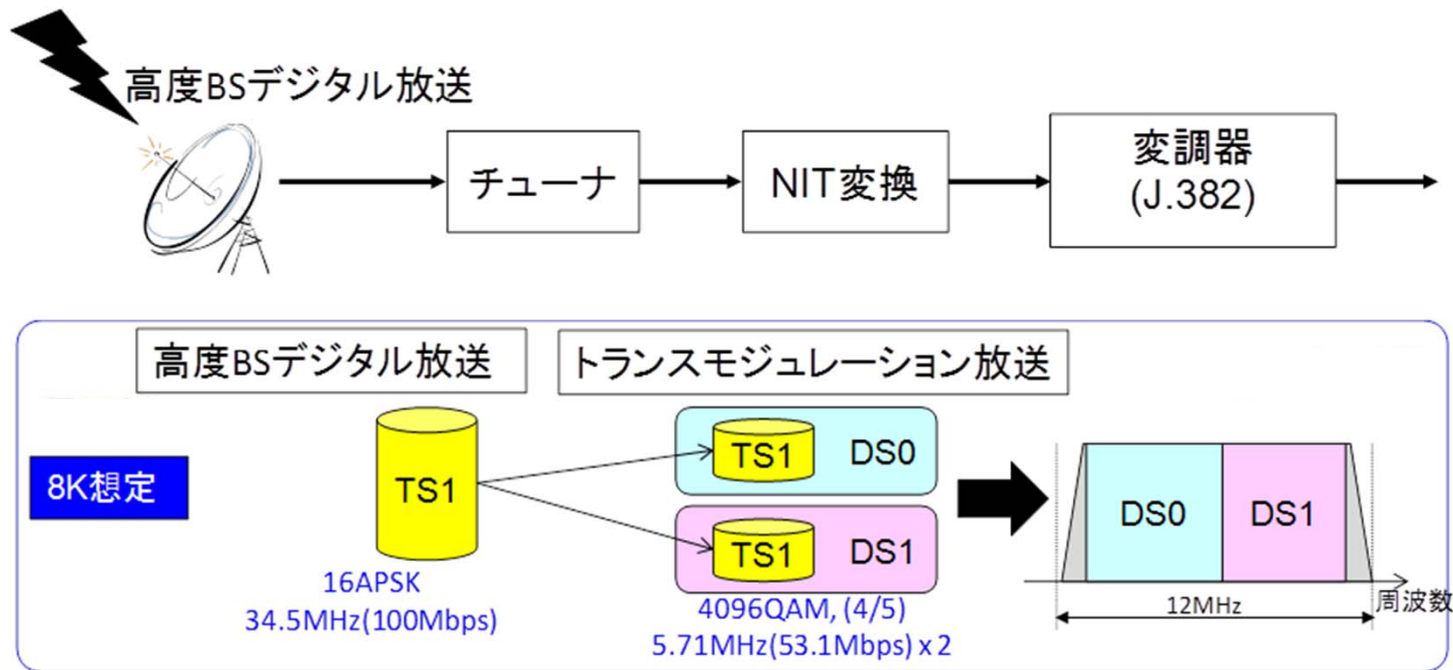 高度BSデジタル放送
チューナ
NIT変換
変調器
(J.382)
高度BSデジタル放送
トランスモジュレーション放送
8K想定
TS1
TS1 DS0
TS1 DS1
DS0 DS1
16APSK
34.5MHz(100Mbps)
4096QAM, (4/5)
5.71MHz(53.1Mbps) x 2
12MHz
周波数